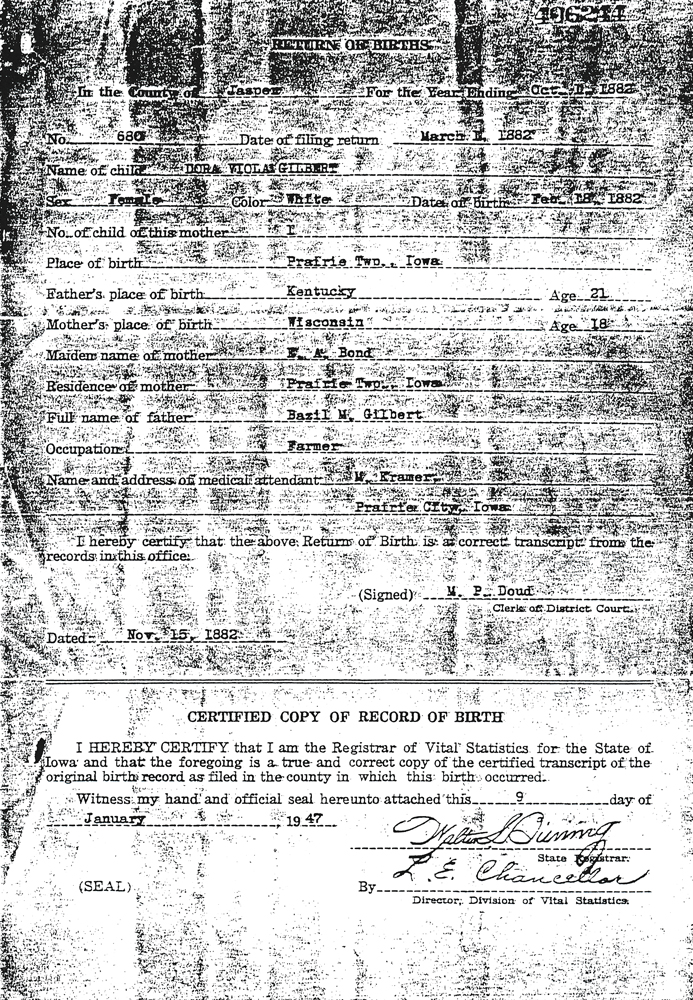 RETURN OF BIRTHS
In the County of Jasper For the Year Ending Oct. 1882
No. 680 Date of filing return March 1, 1882
Name of child DORA VIOLA GILBERT
Sex Female Color White Date of birth Feb. 18, 1882
No. of child of this mother 1
Place of birth Prairie Twp., Iowa
Father's place of birth Kentucky Age 21
Mother's place of birth Wisconsin Age 18
Maiden name of mother E. A. Bond
Residence of mother Prairie Twp., Iowa
Full name of father Bazil M. Gilbert
Occupation Farmer
Name and address of medical attendant M. Kramer,
Prairie City, Iowa
I hereby certify that the above Return of Birth is a correct transcript from the
records in this office.
(Signed) M. P. Doud
Clerk of District Court.
Dated Nov. 15, 1882
CERTIFIED COPY OF RECORD OF BIRTH
I HEREBY CERTIFY that I am the Registrar of Vital Statistics for the State of
Iowa and that the foregoing is a true and correct copy of the certified transcript of the
original birth record as filed in the county in which this birth occurred.
Witness my hand and official seal hereunto attached this 9 day of
January, 1947
Walter L. Bierring
State Registrar.
(SEAL) By L. E. Chancellor
Director, Division of Vital Statistics.